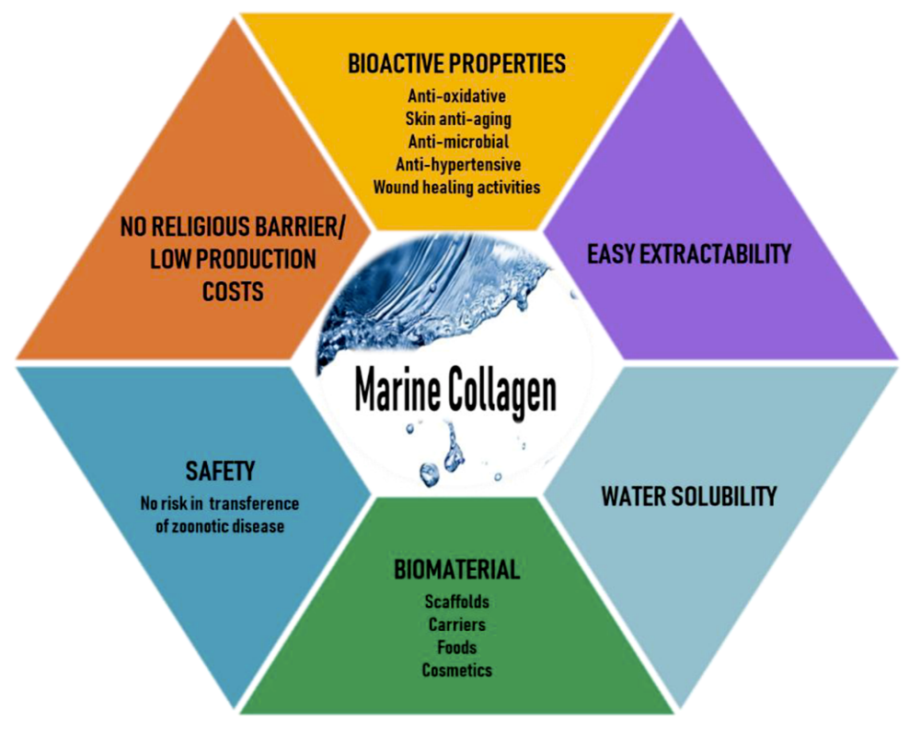 BIOACTIVE PROPERTIES
Anti-oxidative
Skin anti-aging
Anti-microbial
Anti-hypertensive
Wound healing activities
NO RELIGIOUS BARRIER/
LOW PRODUCTION
COSTS
EASY EXTRACTABILITY
Marine Collagen
SAFETY
No risk in transference
of zoonotic disease
WATER SOLUBILITY
BIOMATERIAL
Scaffolds
Carriers
Foods
Cosmetics